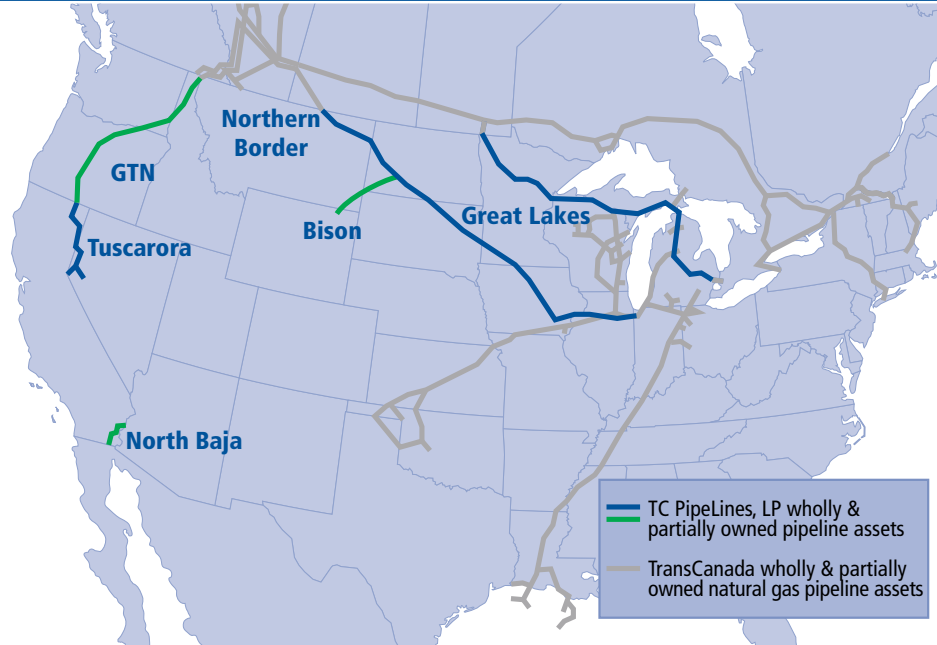 Northern
Border
GTN
Great Lakes
Bison
Tuscarora
North Baja
TC PipeLines, LP wholly &
partially owned pipeline assets
TransCanada wholly & partially
owned natural gas pipeline assets